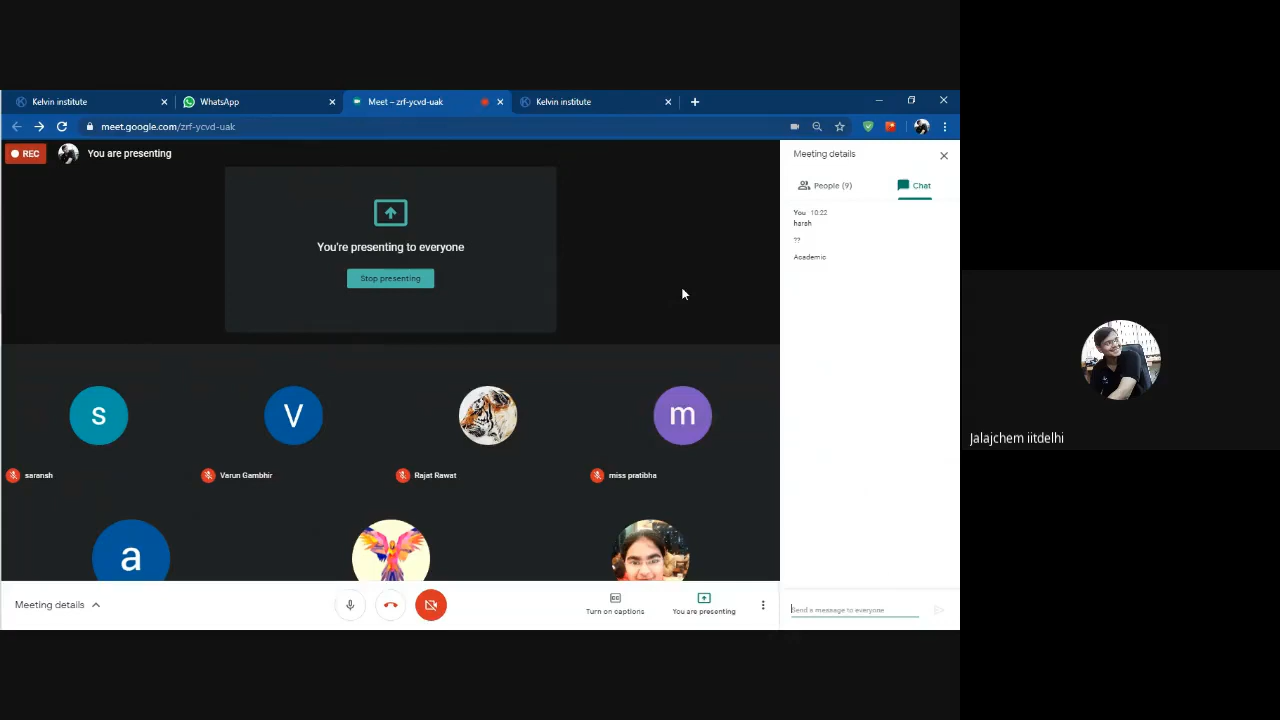 Kelvin institute
WhatsApp
Meet – zrf-ycvd-uak
Kelvin institute
meet.google.com/zrf-ycvd-uak
REC
You are presenting
Meeting details
People (9)
Chat
You 10:22
harsh
??
Academic
You're presenting to everyone
Stop presenting
s
V
m
saransh
Varun Gambhir
Rajat Rawat
miss pratibha
a
Jalajchem iitdelhi
Meeting details
Turn on captions
You are presenting
Send a message to everyone